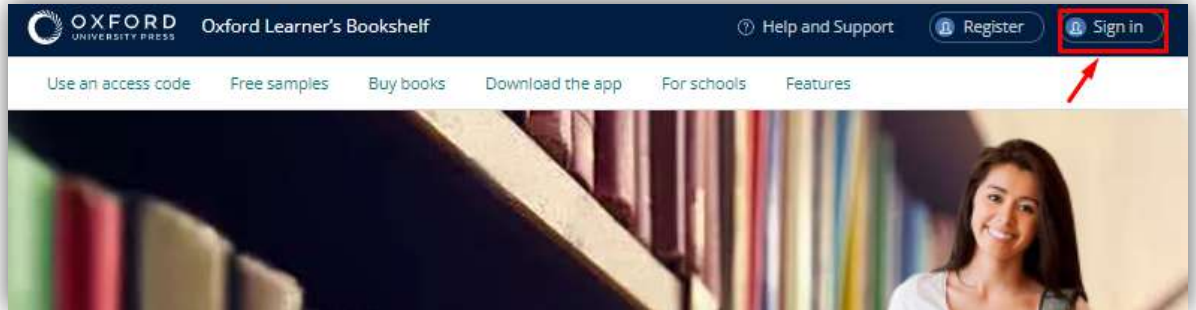 OXFORD
UNIVERSITY PRESS
Oxford Learner's Bookshelf
Help and Support
Register
Sign in
Use an access code
Free samples
Buy books
Download the app
For schools
Features